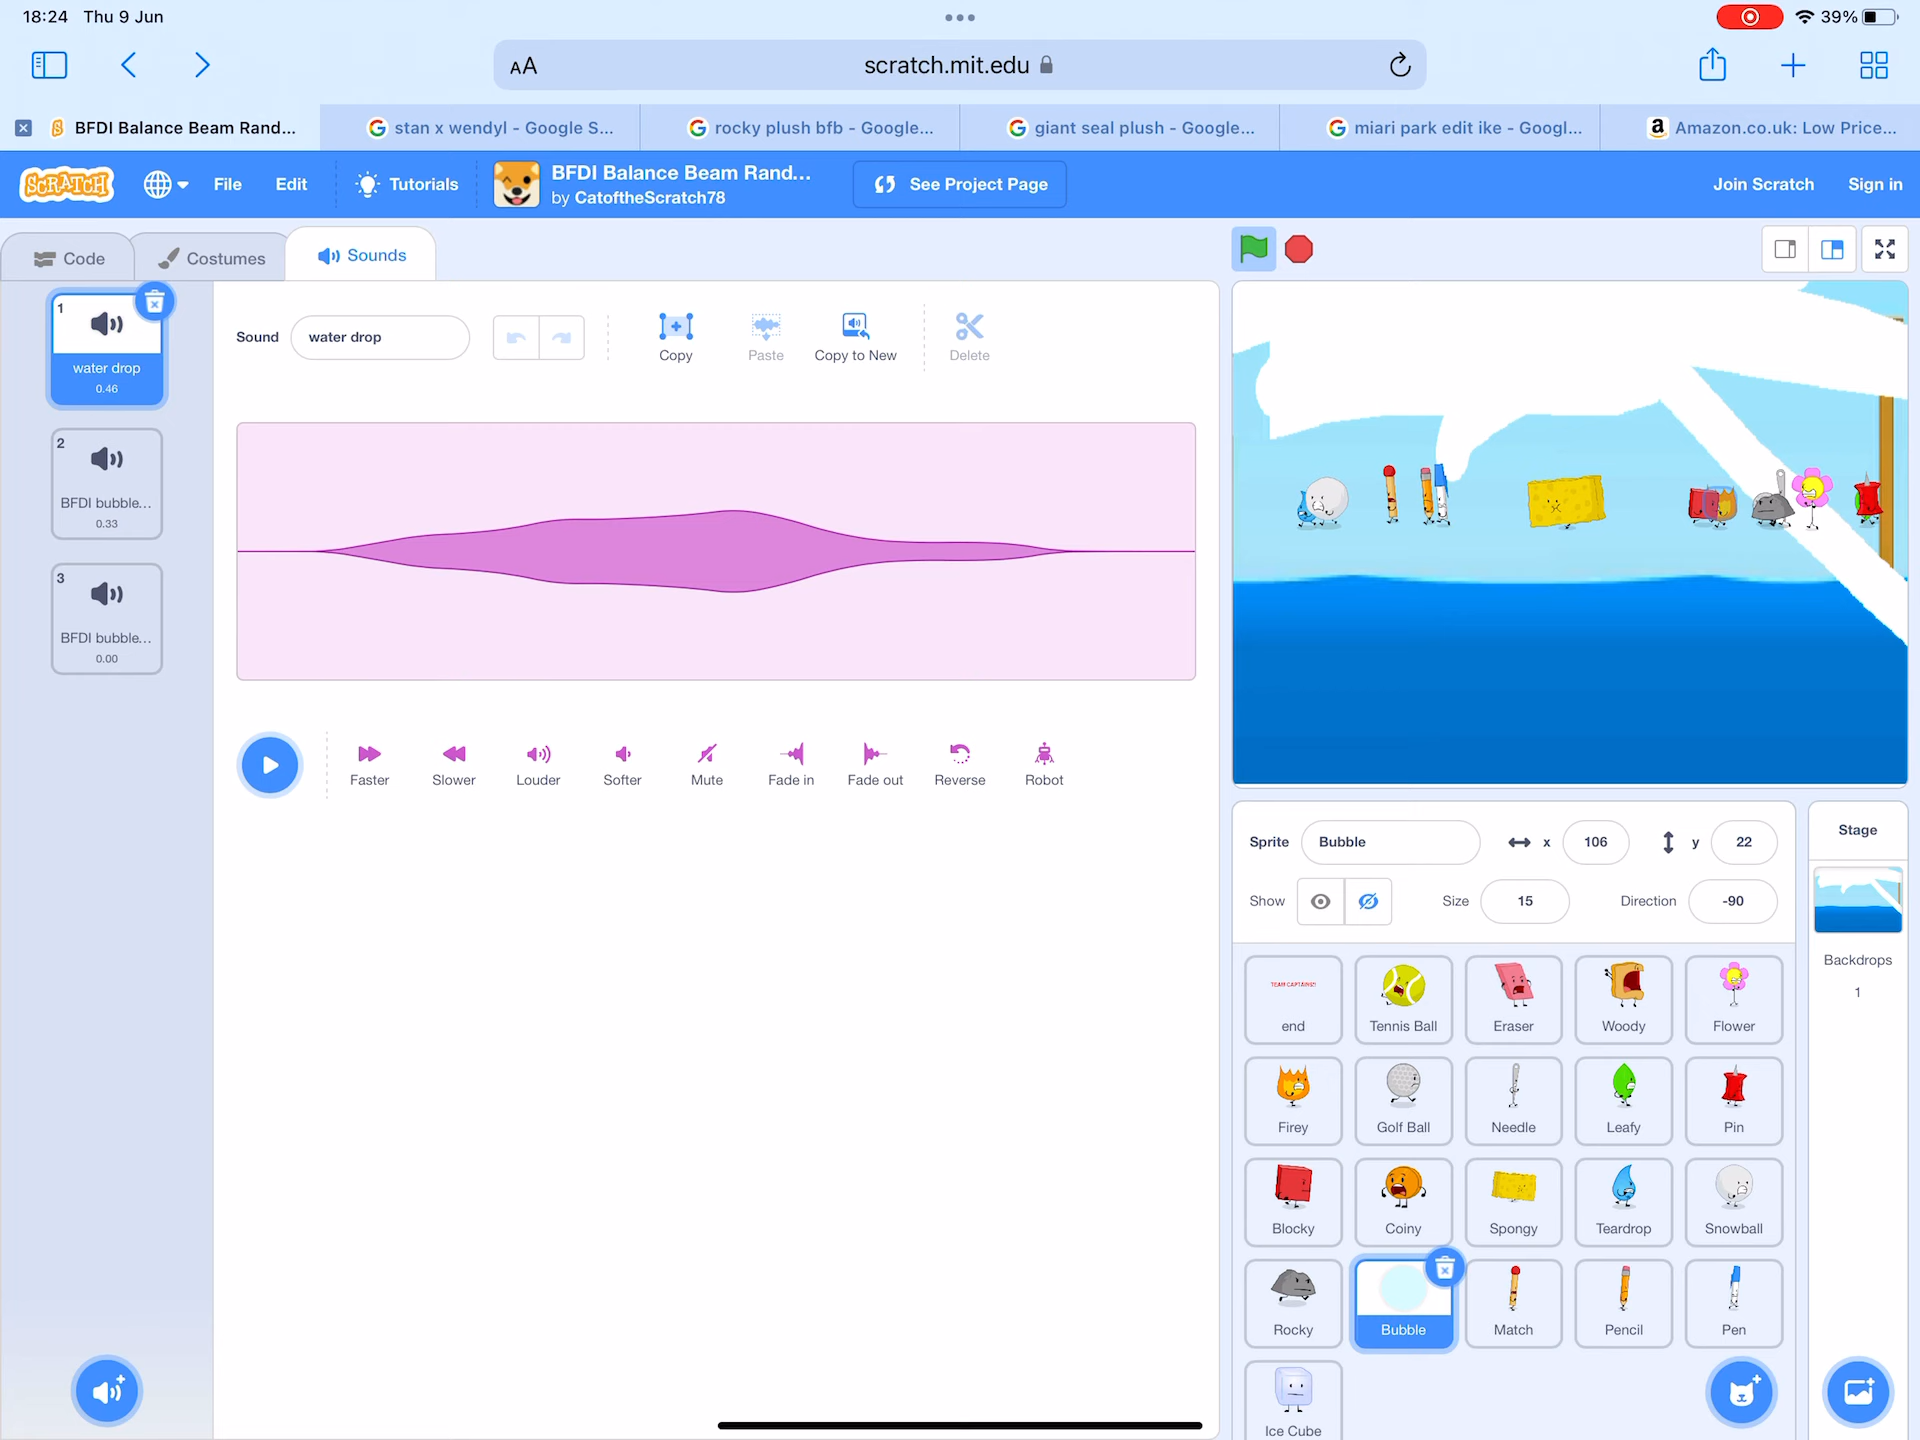 18:24 Thu 9 Jun
39%
AA
scratch.mit.edu
BFDI Balance Beam Rand...
stan x wendyl - Google S...
rocky plush bfb - Google...
giant seal plush - Google...
miari park edit ike - Googl...
a Amazon.co.uk: Low Price...
SCRATCH
File
Edit
Tutorials
BFDI Balance Beam Rand...
by CatoftheScratch78
See Project Page
Join Scratch
Sign in
Code
Costumes
Sounds
1
water drop
0.46
2
BFDI bubble...
0.33
3
BFDI bubble...
0.00
Sound
water drop
Copy
Paste
Copy to New
Delete
Faster
Slower
Louder
Softer
Mute
Fade in
Fade out
Reverse
Robot
Sprite
Bubble
x
106
y
22
Show
Size
15
Direction
-90
Stage
Backdrops
1
TEAM CAPTAINS!!
end
Tennis Ball
Eraser
Woody
Flower
Firey
Golf Ball
Needle
Leafy
Pin
Blocky
Coiny
Spongy
Teardrop
Snowball
Rocky
Bubble
Match
Pencil
Pen
Ice Cube